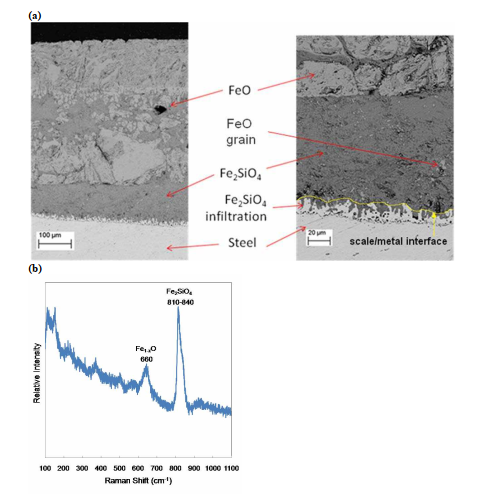 (a)
FeO
FeO
grain
Fe₂SiO₄
Fe₂SiO₄
infiltration
Steel
100 µm
20 µm
scale/metal interface
(b)
Fe₂SiO₄
810-840
Fe₁₋ₓO
660
Relative Intensity
100 200 300 400 500 600 700 800 900 1000 1100
Raman Shift (cm⁻¹)